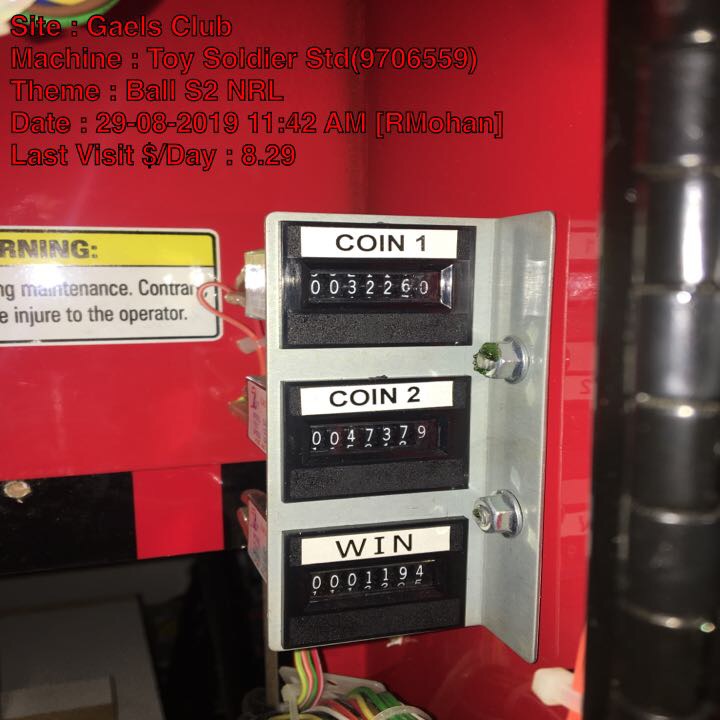 Site : Gaels Club
Machine : Toy Soldier Std(9706559)
Theme : Ball S2 NRL
Date : 29-08-2019 11:42 AM [RMohan]
Last Visit $/Day : 8.29
RNING:
ng maintenance. Contrar
e injure to the operator.
COIN 1
0032260
COIN 2
0047379
WIN
0001194